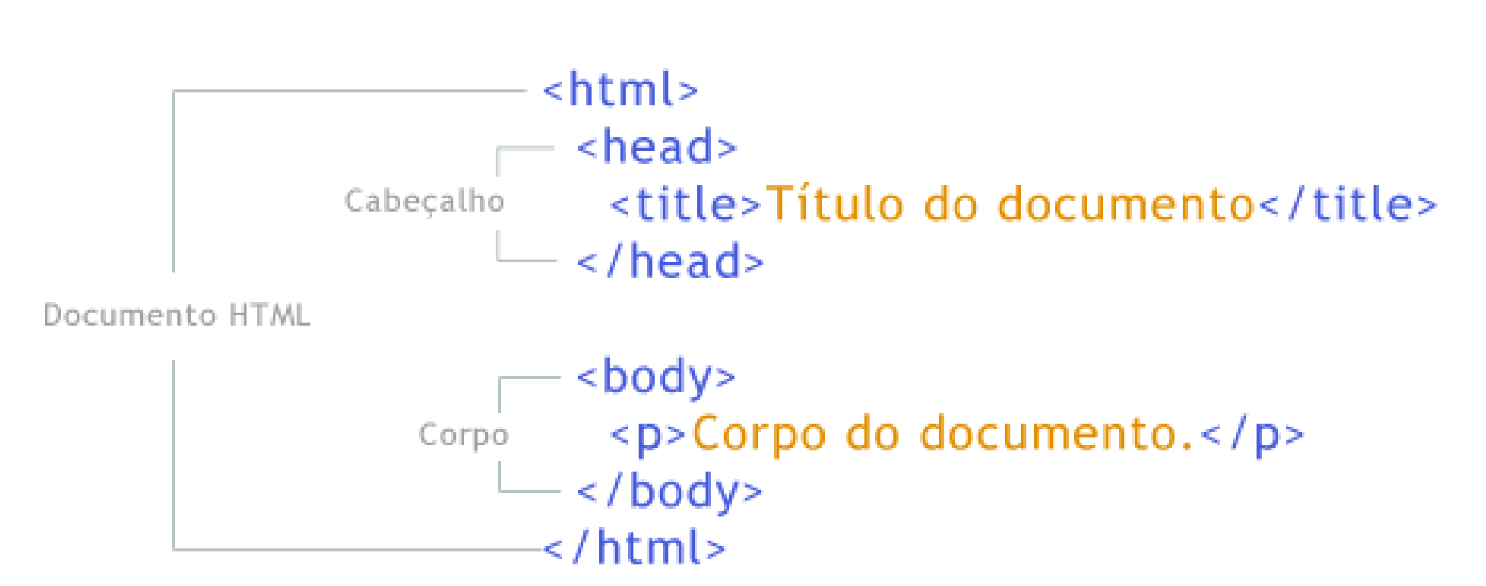 <html>
<head>
Cabeçalho
<title>Título do documento</title>
</head>
Documento HTML
<body>
Corpo
<p>Corpo do documento.</p>
</body>
</html>